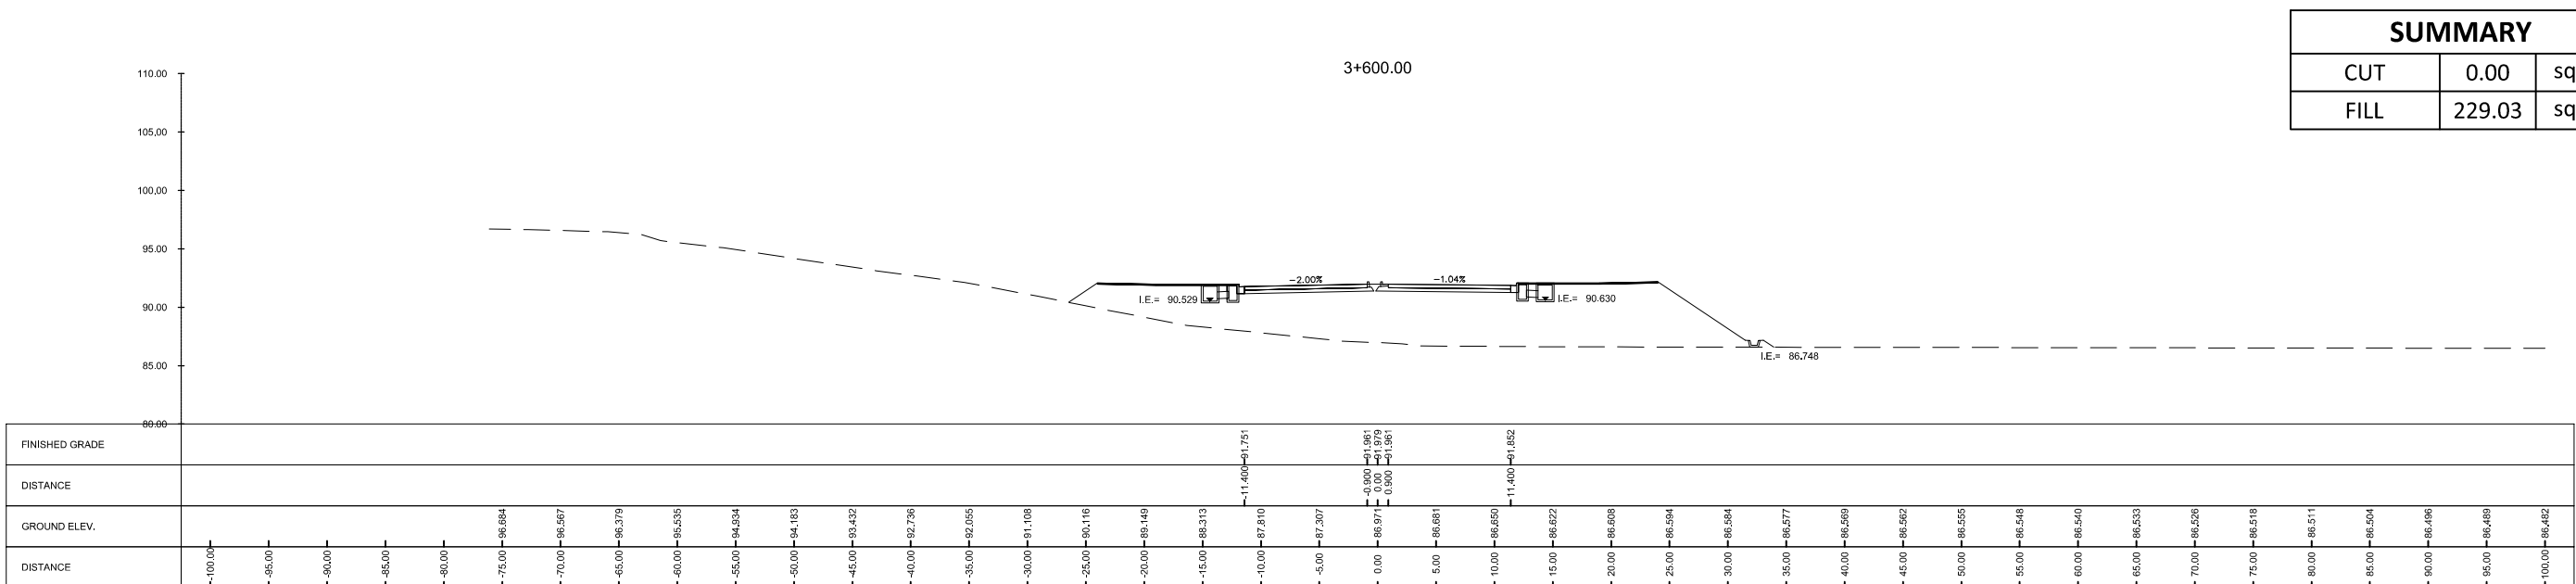 SUMMARY
3+600.00
CUT 0.00 sq
FILL 229.03 sq
110.00
105.00
100.00
95.00
90.00
85.00
80.00
-2.00% -1.04%
I.E.= 90.529 I.E.= 90.630
I.E.= 86.748
FINISHED GRADE 91.751 91.961 91.979 91.961 91.852
DISTANCE -11.400 -0.900 0.00 0.900 11.400
GROUND ELEV. 96.684 96.567 96.379 95.535 94.934 94.183 93.432 92.736 92.055 91.108 90.116 89.149 88.313 87.810 87.307 86.971 86.681 86.650 86.622 86.608 86.594 86.584 86.577 86.569 86.562 86.555 86.548 86.540 86.533 86.526 86.518 86.511 86.504 86.496 86.489 86.482
DISTANCE -100.00 -95.00 -90.00 -85.00 -80.00 -75.00 -70.00 -65.00 -60.00 -55.00 -50.00 -45.00 -40.00 -35.00 -30.00 -25.00 -20.00 -15.00 -10.00 -5.00 0.00 5.00 10.00 15.00 20.00 25.00 30.00 35.00 40.00 45.00 50.00 55.00 60.00 65.00 70.00 75.00 80.00 85.00 90.00 95.00 100.00